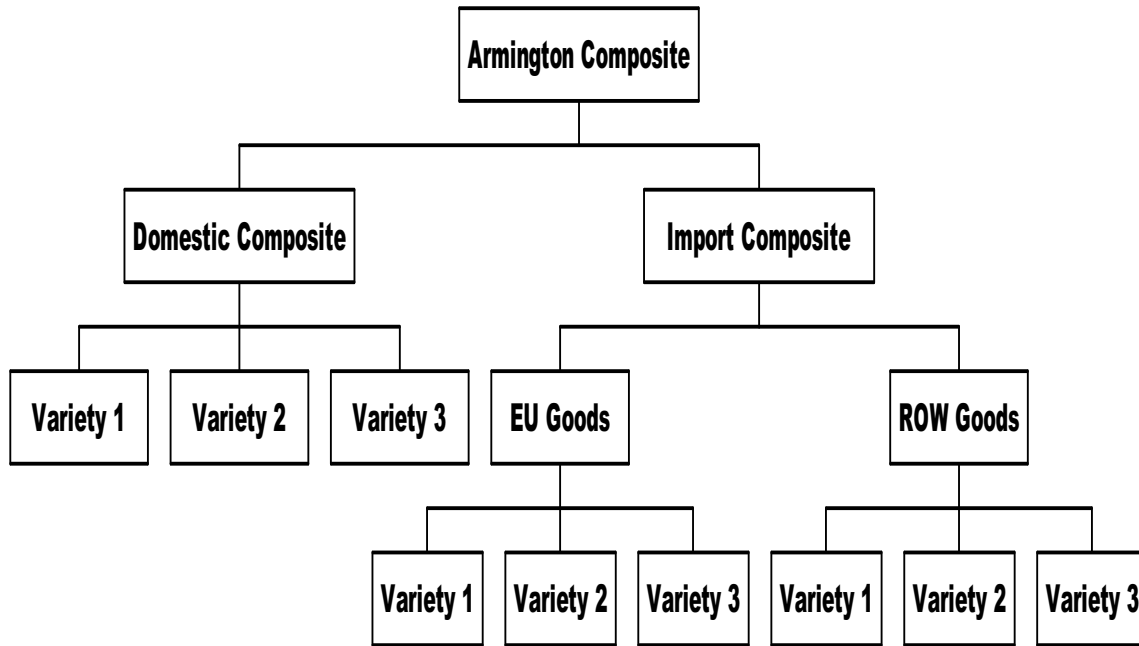 Armington Composite
Domestic Composite
Import Composite
Variety 1
Variety 2
Variety 3
EU Goods
ROW Goods
Variety 1
Variety 2
Variety 3
Variety 1
Variety 2
Variety 3